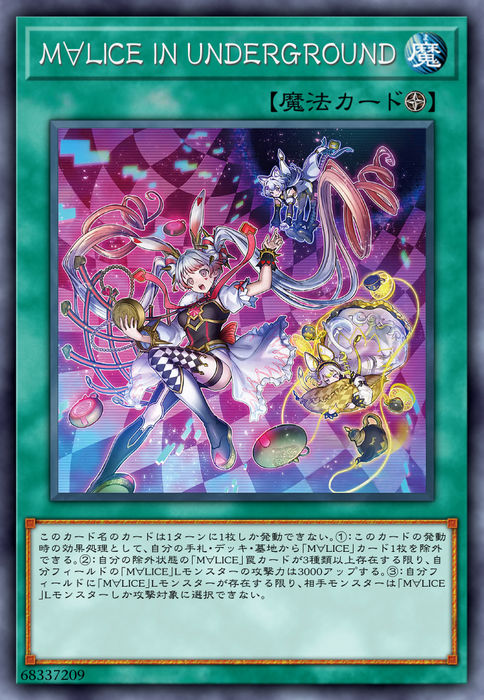 M∀LICE IN UNDERGROUND 魔
【魔法カード】
このカード名のカードは1ターンに1枚しか発動できない。①:このカードの発動
時の効果処理として、自分の手札・デッキ・墓地から「M∀LICE」カード1枚を除外
できる。②:自分の除外状態の「M∀LICE」罠カードが3種類以上存在する限り、自
分フィールドの「M∀LICE」Lモンスターの攻撃力は3000アップする。③:自分フ
ィールドに「M∀LICE」Lモンスターが存在する限り、相手モンスターは「M∀LICE
」Lモンスターしか攻撃対象に選択できない。
68337209